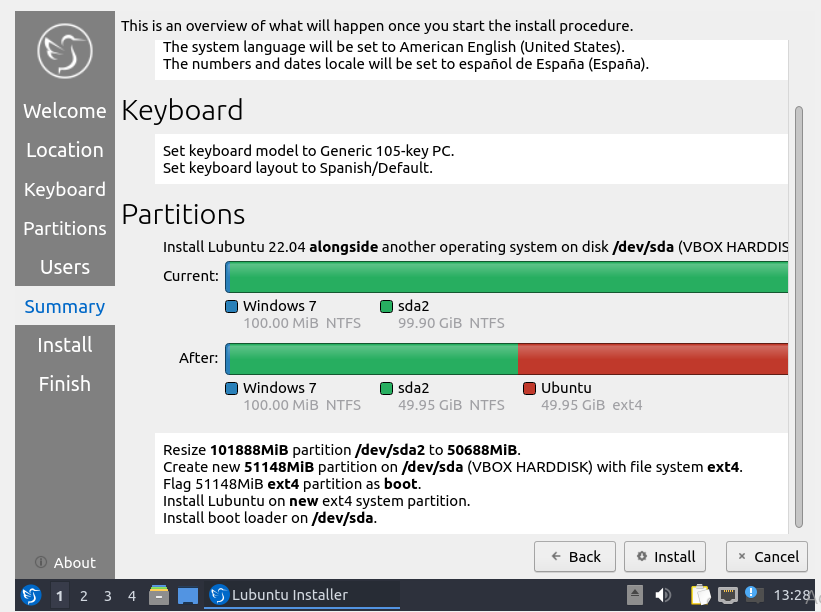 This is an overview of what will happen once you start the install procedure.
The system language will be set to American English (United States).
The numbers and dates locale will be set to español de España (España).
Welcome
Location
Keyboard
Partitions
Users
Summary
Install
Finish
About
Keyboard
Set keyboard model to Generic 105-key PC.
Set keyboard layout to Spanish/Default.
Partitions
Install Lubuntu 22.04 alongside another operating system on disk /dev/sda (VBOX HARDDIS
Current:
Windows 7 sda2
100.00 MiB NTFS 99.90 GiB NTFS
After:
Windows 7 sda2 Ubuntu
100.00 MiB NTFS 49.95 GiB NTFS 49.95 GiB ext4
Resize 101888MiB partition /dev/sda2 to 50688MiB.
Create new 51148MiB partition on /dev/sda (VBOX HARDDISK) with file system ext4.
Flag 51148MiB ext4 partition as boot.
Install Lubuntu on new ext4 system partition.
Install boot loader on /dev/sda.
Back Install Cancel
1 2 3 4 Lubuntu Installer 13:28